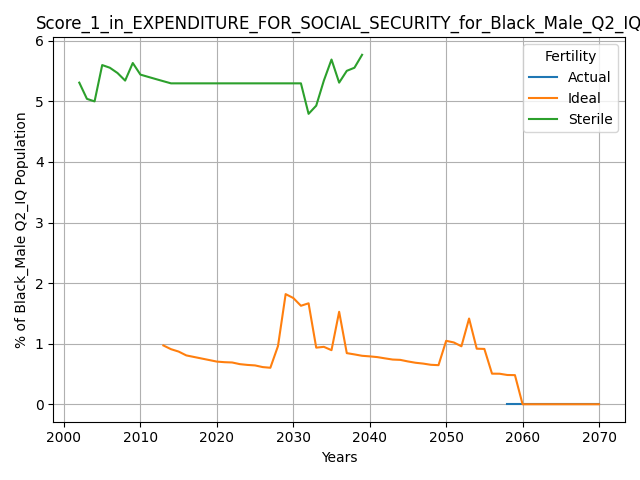 Score_1_in_EXPENDITURE_FOR_SOCIAL_SECURITY_for_Black_Male_Q2_IQ
% of Black_Male Q2_IQ Population
6
5
4
3
2
1
0
Fertility
Actual
Ideal
Sterile
2000 2010 2020 2030 2040 2050 2060 2070
Years